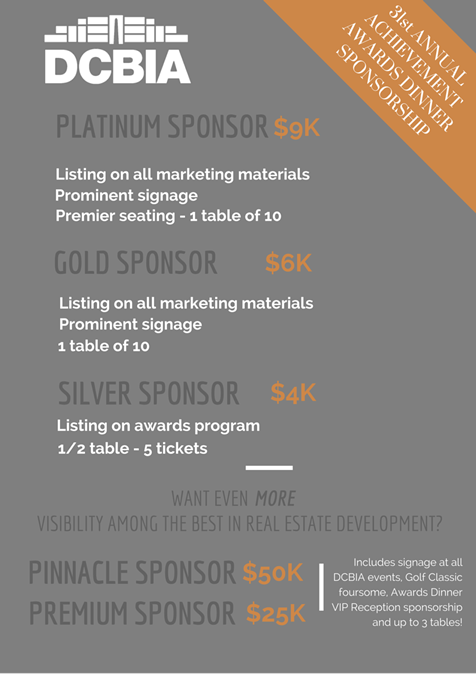 DCBIA
31st ANNUAL
ACHIEVEMENT
AWARDS DINNER
SPONSORSHIP
PLATINUM SPONSOR $9K
Listing on all marketing materials
Prominent signage
Premier seating - 1 table of 10
GOLD SPONSOR $6K
Listing on all marketing materials
Prominent signage
1 table of 10
SILVER SPONSOR $4K
Listing on awards program
1/2 table - 5 tickets
WANT EVEN MORE
VISIBILITY AMONG THE BEST IN REAL ESTATE DEVELOPMENT?
PINNACLE SPONSOR $50K
PREMIUM SPONSOR $25K
Includes signage at all
DCBIA events, Golf Classic
foursome, Awards Dinner
VIP Reception sponsorship
and up to 3 tables!